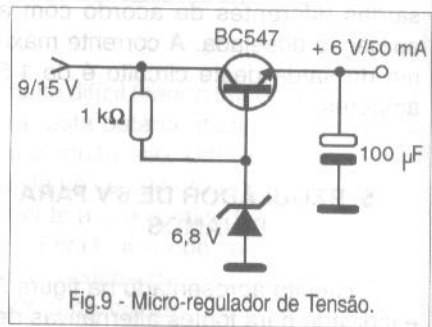 BC547
+ 6 V/50 mA
9/15 V
1 kΩ
100 µF
6,8 V
Fig.9 - Micro-regulador de Tensão.